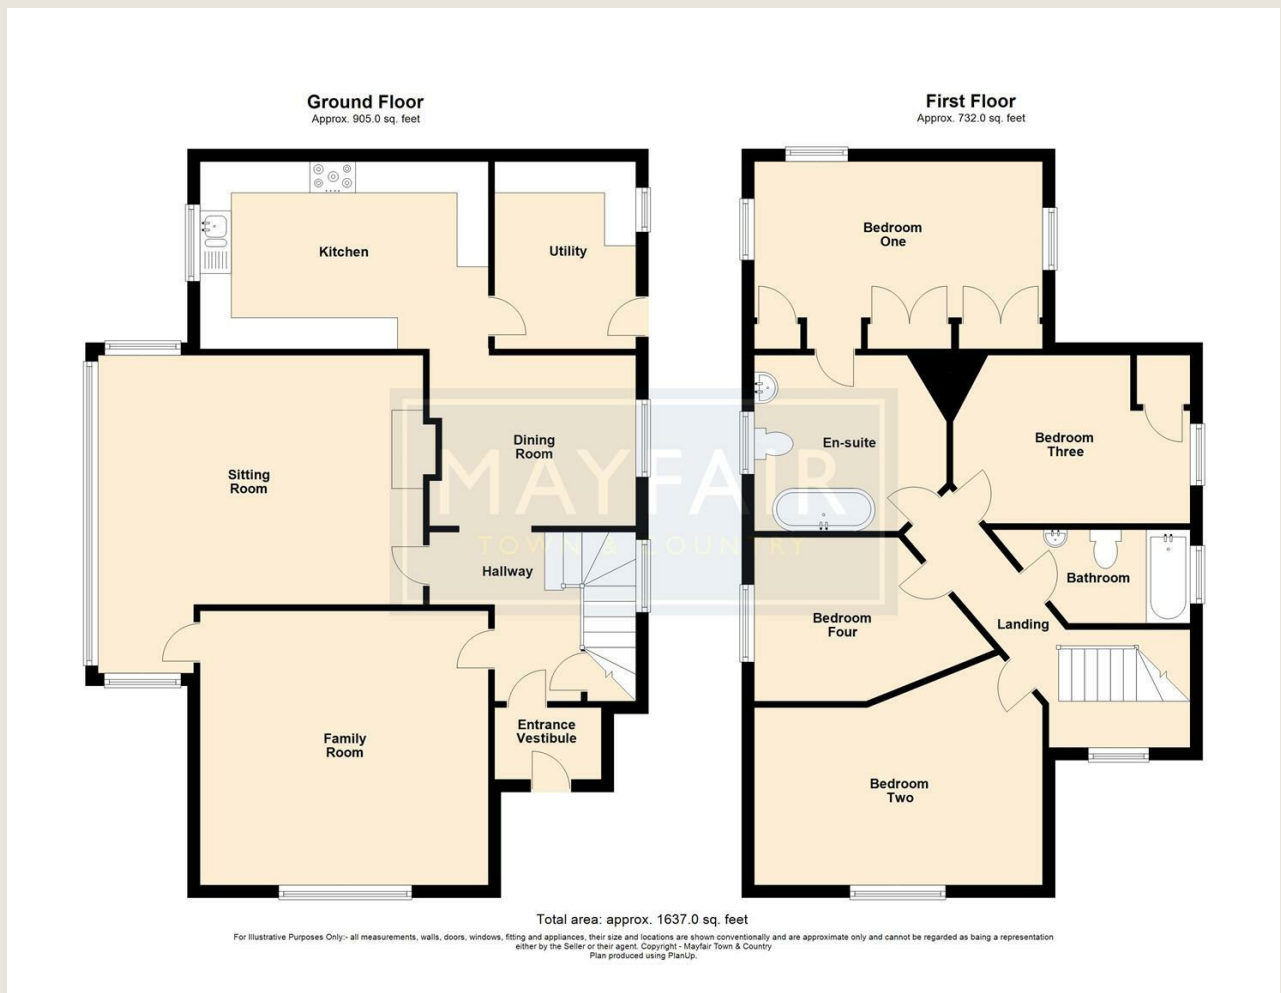 Ground Floor
Approx. 905.0 sq. feet
Kitchen
Utility
Sitting
Room
Dining
Room
Hallway
Family
Room
Entrance
Vestibule
First Floor
Approx. 732.0 sq. feet
Bedroom
One
En-suite
Bedroom
Three
Bathroom
Bedroom
Four
Landing
Bedroom
Two
MAYFAIR
TOWN & COUNTRY
Total area: approx. 1637.0 sq. feet
For Illustrative Purposes Only:- all measurements, walls, doors, windows, fitting and appliances, their size and locations are shown conventionally and are approximate only and cannot be regarded as baing a representation
either by the Seller or their agent. Copyright - Mayfair Town & Country
Plan produced using PlanUp.